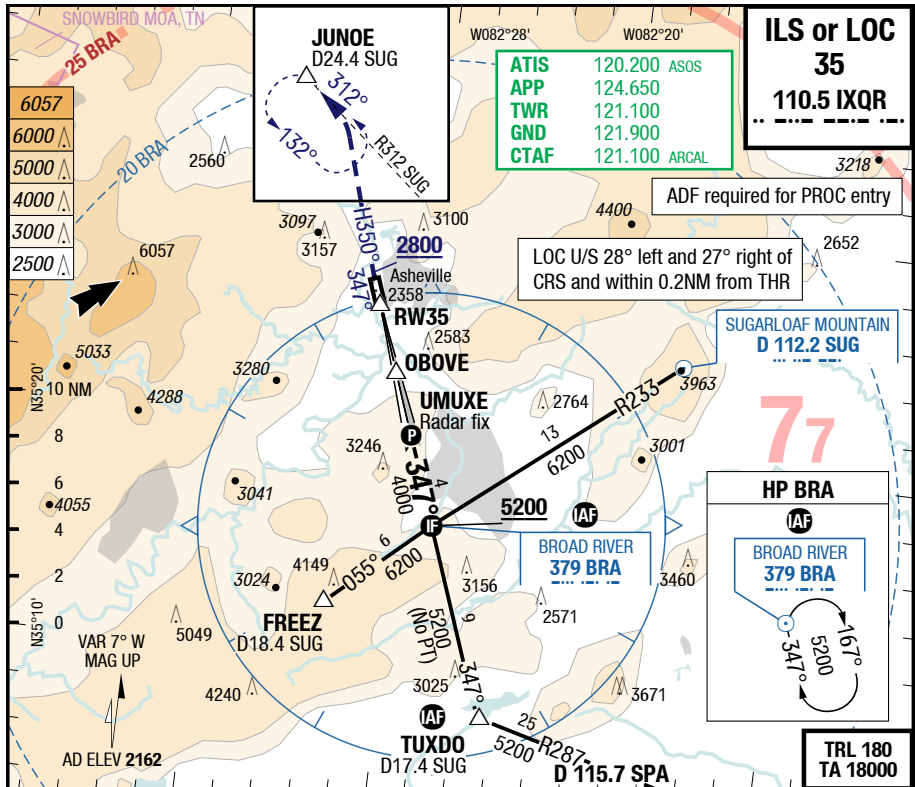 SNOWBIRD MOA, TN
25 BRA
20 BRA
6057
6000
5000
4000
3000
2500
JUNOE
D24.4 SUG
312°
132°
R312 SUG
W082°28'
W082°20'
ATIS 120.200 ASOS
APP 124.650
TWR 121.100
GND 121.900
CTAF 121.100 ARCAL
ILS or LOC
35
110.5 IXQR
3218
ADF required for PROC entry
2560
3097
3157
3100
4400
2652
H350°
347°
2800
LOC U/S 28° left and 27° right of
CRS and within 0.2NM from THR
6057
Asheville
2358
RW35
2583
SUGARLOAF MOUNTAIN
D 112.2 SUG
5033
N35°20'
10 NM
4288
3280
OBOVE
3963
R233
UMUXE
Radar fix
2764
13
6200
77
8
P
3246
3001
6
4055
3041
347°
4
4000
4
IF
5200
IAF
HP BRA
IAF
BROAD RIVER
379 BRA
BROAD RIVER
379 BRA
6
6200
055°
4149
3024
2
3156
3460
2571
FREEZ
D18.4 SUG
9
5200
(No PT)
347°
167°
5200
347°
N35°10'
0
5049
VAR 7° W
MAG UP
4240
3025
3671
IAF
TUXDO
D17.4 SUG
25
5200
R287
D 115.7 SPA
AD ELEV 2162
TRL 180
TA 18000